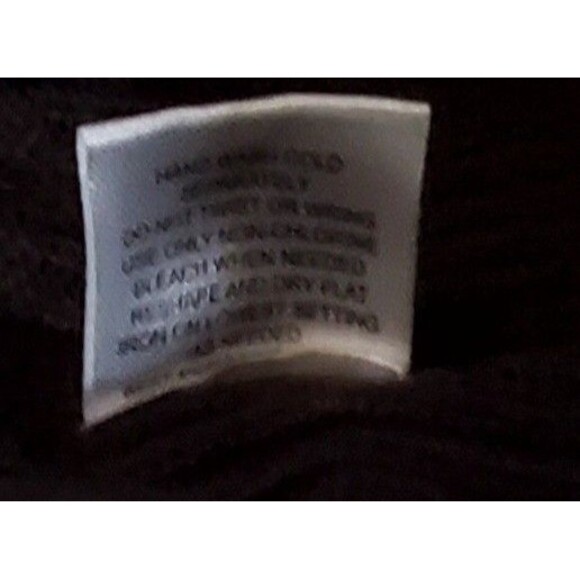 HAND WASH COLD
SEPARATELY
DO NOT TWIST OR WRING
USE ONLY NON-CHLORINE
BLEACH WHEN NEEDED
RESHAPE AND DRY FLAT
IRON SETTING
AS NEEDED